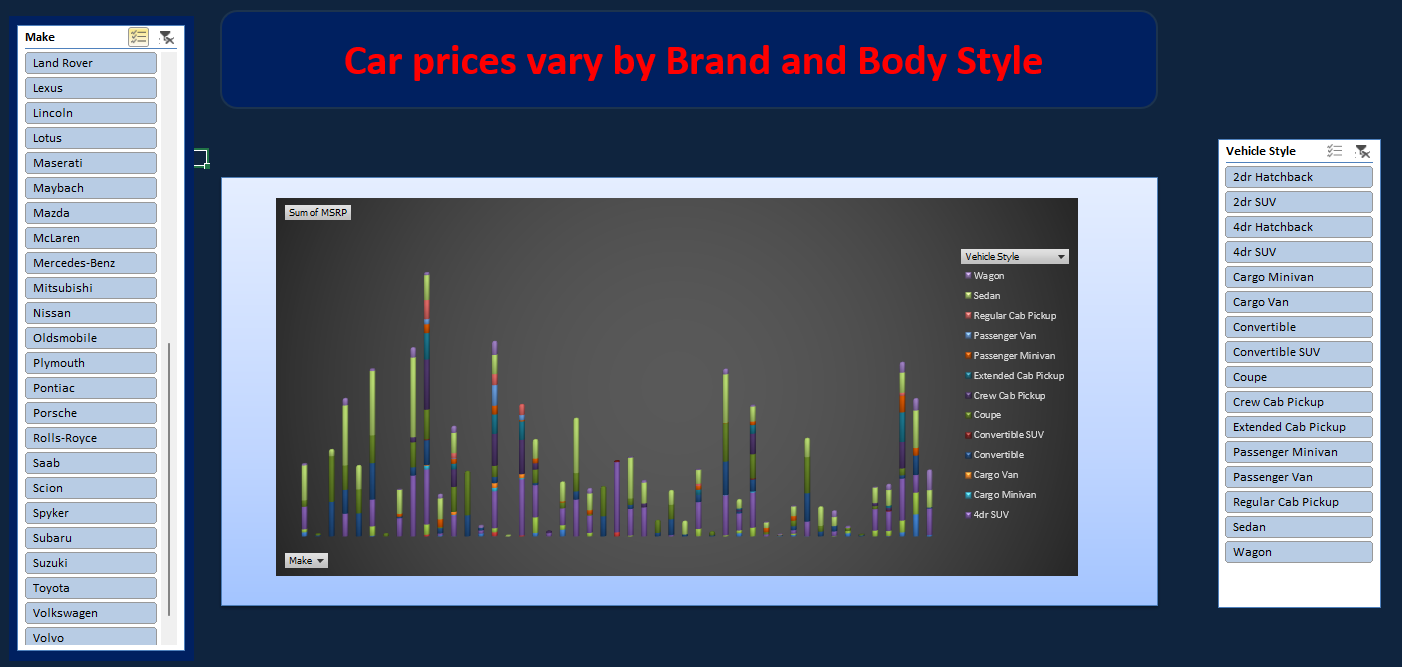 Car prices vary by Brand and Body Style
Make
Land Rover
Lexus
Lincoln
Lotus
Maserati
Maybach
Mazda
McLaren
Mercedes-Benz
Mitsubishi
Nissan
Oldsmobile
Plymouth
Pontiac
Porsche
Rolls-Royce
Saab
Scion
Spyker
Subaru
Suzuki
Toyota
Volkswagen
Volvo
Sum of MSRP
Vehicle Style
Wagon
Sedan
Regular Cab Pickup
Passenger Van
Passenger Minivan
Extended Cab Pickup
Crew Cab Pickup
Coupe
Convertible SUV
Convertible
Cargo Van
Cargo Minivan
4dr SUV
Make
Vehicle Style
2dr Hatchback
2dr SUV
4dr Hatchback
4dr SUV
Cargo Minivan
Cargo Van
Convertible
Convertible SUV
Coupe
Crew Cab Pickup
Extended Cab Pickup
Passenger Minivan
Passenger Van
Regular Cab Pickup
Sedan
Wagon